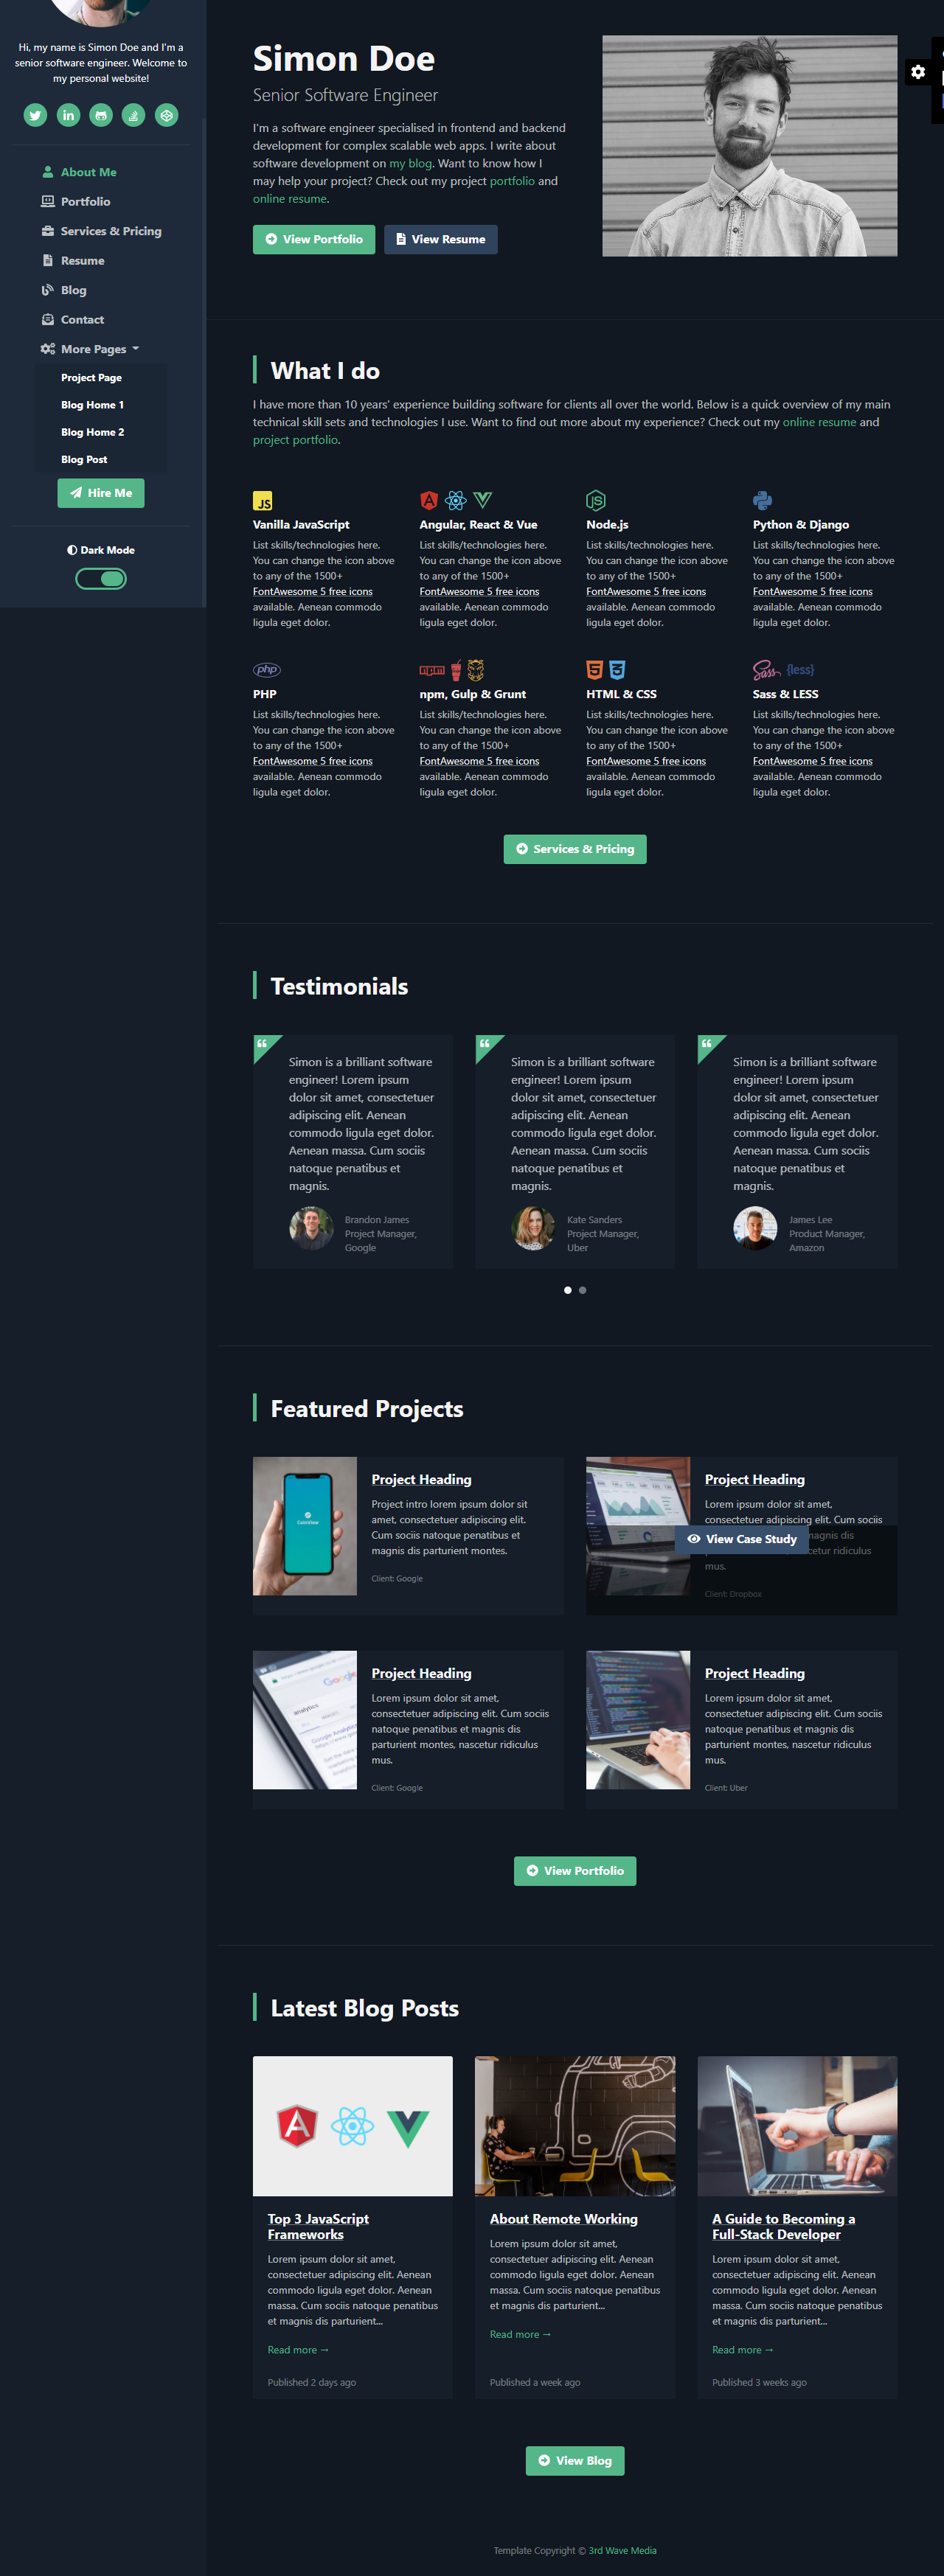 Hi, my name is Simon Doe and I'm a
senior software engineer. Welcome to
my personal website!
About Me
Portfolio
Services & Pricing
Resume
Blog
Contact
More Pages
Project Page
Blog Home 1
Blog Home 2
Blog Post
Hire Me
Dark Mode
Simon Doe
Senior Software Engineer
I'm a software engineer specialised in frontend and backend
development for complex scalable web apps. I write about
software development on my blog. Want to know how I
may help your project? Check out my project portfolio and
online resume.
View Portfolio
View Resume
What I do
I have more than 10 years' experience building software for clients all over the world. Below is a quick overview of my main
technical skill sets and technologies I use. Want to find out more about my experience? Check out my online resume and
project portfolio.
JS
Vanilla JavaScript
List skills/technologies here.
You can change the icon above
to any of the 1500+
FontAwesome 5 free icons
available. Aenean commodo
ligula eget dolor.
Angular, React & Vue
List skills/technologies here.
You can change the icon above
to any of the 1500+
FontAwesome 5 free icons
available. Aenean commodo
ligula eget dolor.
Node.js
List skills/technologies here.
You can change the icon above
to any of the 1500+
FontAwesome 5 free icons
available. Aenean commodo
ligula eget dolor.
Python & Django
List skills/technologies here.
You can change the icon above
to any of the 1500+
FontAwesome 5 free icons
available. Aenean commodo
ligula eget dolor.
php
PHP
List skills/technologies here.
You can change the icon above
to any of the 1500+
FontAwesome 5 free icons
available. Aenean commodo
ligula eget dolor.
npm
npm, Gulp & Grunt
List skills/technologies here.
You can change the icon above
to any of the 1500+
FontAwesome 5 free icons
available. Aenean commodo
ligula eget dolor.
5 3
HTML & CSS
List skills/technologies here.
You can change the icon above
to any of the 1500+
FontAwesome 5 free icons
available. Aenean commodo
ligula eget dolor.
Sass {less}
Sass & LESS
List skills/technologies here.
You can change the icon above
to any of the 1500+
FontAwesome 5 free icons
available. Aenean commodo
ligula eget dolor.
Services & Pricing
Testimonials
Simon is a brilliant software
engineer! Lorem ipsum
dolor sit amet, consectetuer
adipiscing elit. Aenean
commodo ligula eget dolor.
Aenean massa. Cum sociis
natoque penatibus et
magnis.
Brandon James
Project Manager,
Google
Simon is a brilliant software
engineer! Lorem ipsum
dolor sit amet, consectetuer
adipiscing elit. Aenean
commodo ligula eget dolor.
Aenean massa. Cum sociis
natoque penatibus et
magnis.
Kate Sanders
Project Manager,
Uber
Simon is a brilliant software
engineer! Lorem ipsum
dolor sit amet, consectetuer
adipiscing elit. Aenean
commodo ligula eget dolor.
Aenean massa. Cum sociis
natoque penatibus et
magnis.
James Lee
Product Manager,
Amazon
Featured Projects
Project Heading
Project intro lorem ipsum dolor sit
amet, consectetuer adipiscing elit.
Cum sociis natoque penatibus et
magnis dis parturient montes.
Client: Google
Project Heading
Lorem ipsum dolor sit amet,
consectetuer adipiscing elit. Cum sociis
magnis dis
View Case Study
ridiculus
mus.
Client: Dropbox
Google
analytics
Google Analytics
Project Heading
Lorem ipsum dolor sit amet,
consectetuer adipiscing elit. Cum sociis
natoque penatibus et magnis dis
parturient montes, nascetur ridiculus
mus.
Client: Google
Project Heading
Lorem ipsum dolor sit amet,
consectetuer adipiscing elit. Cum sociis
natoque penatibus et magnis dis
parturient montes, nascetur ridiculus
mus.
Client: Uber
View Portfolio
Latest Blog Posts
Top 3 JavaScript
Frameworks
Lorem ipsum dolor sit amet,
consectetuer adipiscing elit. Aenean
commodo ligula eget dolor. Aenean
massa. Cum sociis natoque penatibus
et magnis dis parturient...
Read more →
Published 2 days ago
About Remote Working
Lorem ipsum dolor sit amet,
consectetuer adipiscing elit. Aenean
commodo ligula eget dolor. Aenean
massa. Cum sociis natoque penatibus
et magnis dis parturient...
Read more →
Published a week ago
A Guide to Becoming a
Full-Stack Developer
Lorem ipsum dolor sit amet,
consectetuer adipiscing elit. Aenean
commodo ligula eget dolor. Aenean
massa. Cum sociis natoque penatibus
et magnis dis parturient...
Read more →
Published 3 weeks ago
View Blog
Template Copyright © 3rd Wave Media